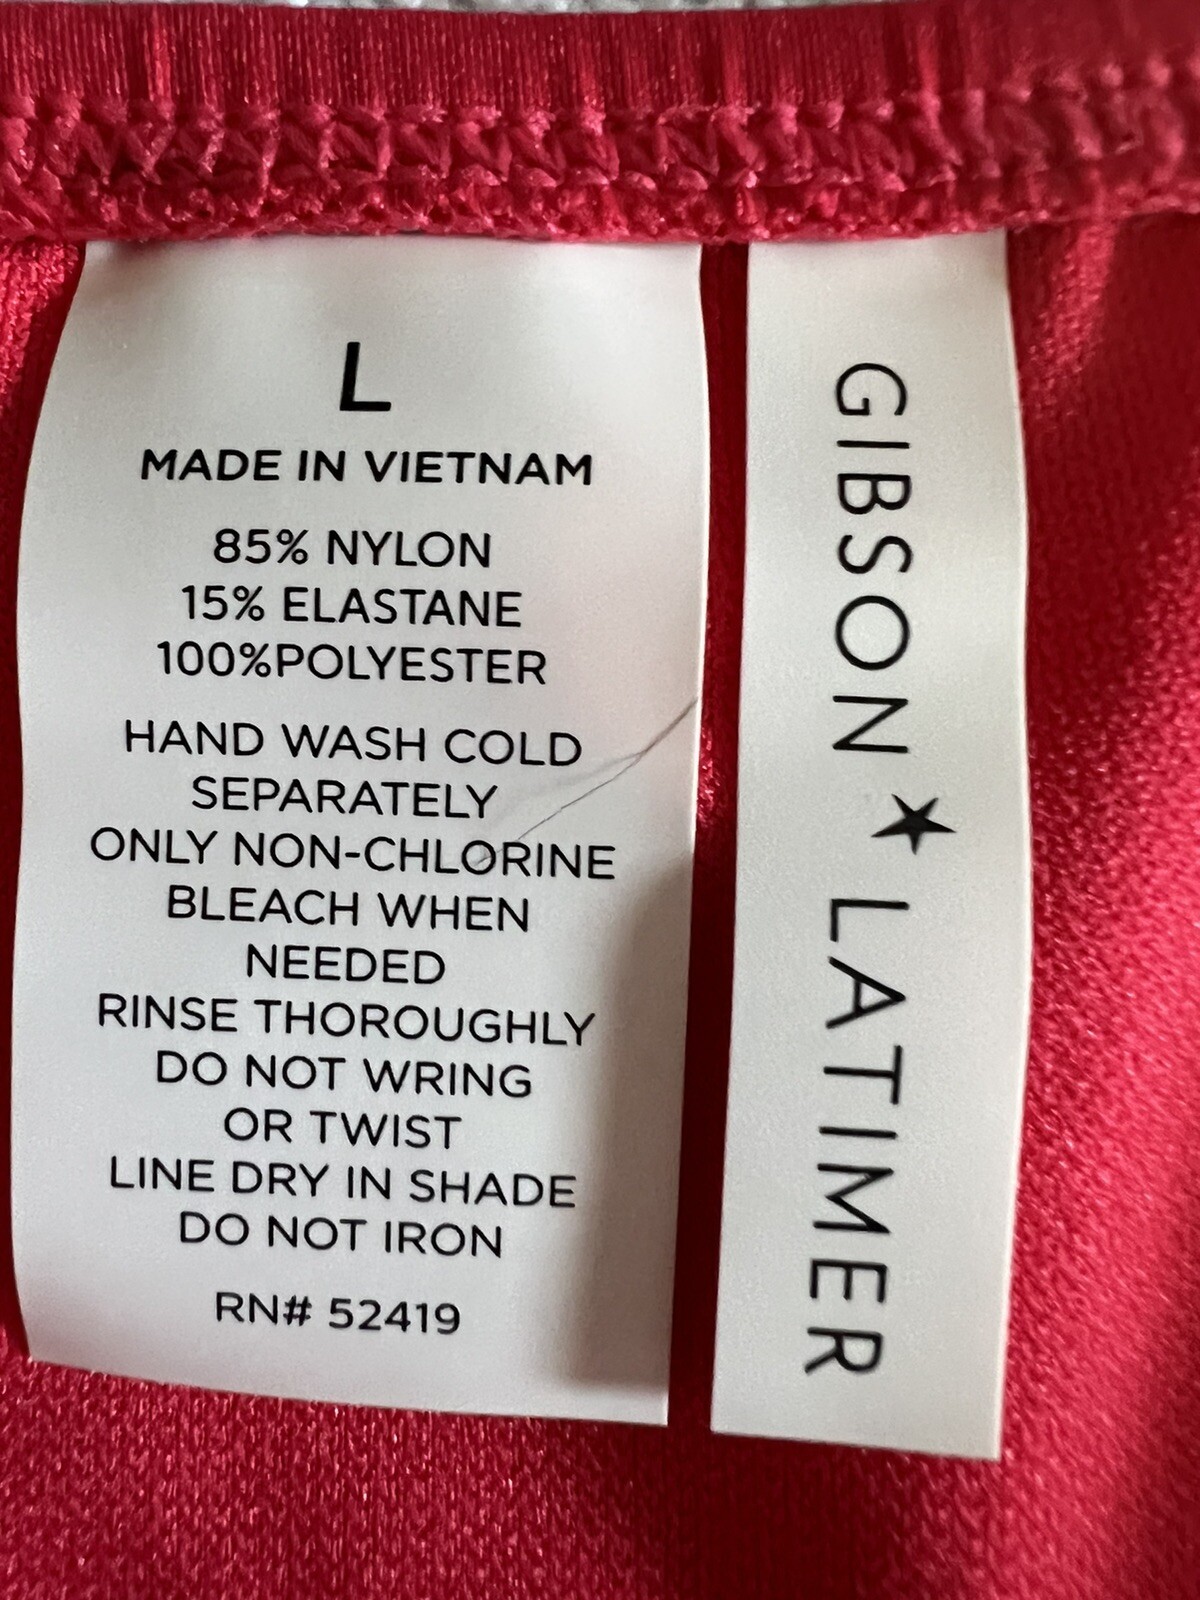 L
MADE IN VIETNAM
85% NYLON
15% ELASTANE
100%POLYESTER
HAND WASH COLD
SEPARATELY
ONLY NON-CHLORINE
BLEACH WHEN
NEEDED
RINSE THOROUGHLY
DO NOT WRING
OR TWIST
LINE DRY IN SHADE
DO NOT IRON
RN# 52419
GIBSON ★ LATIMER